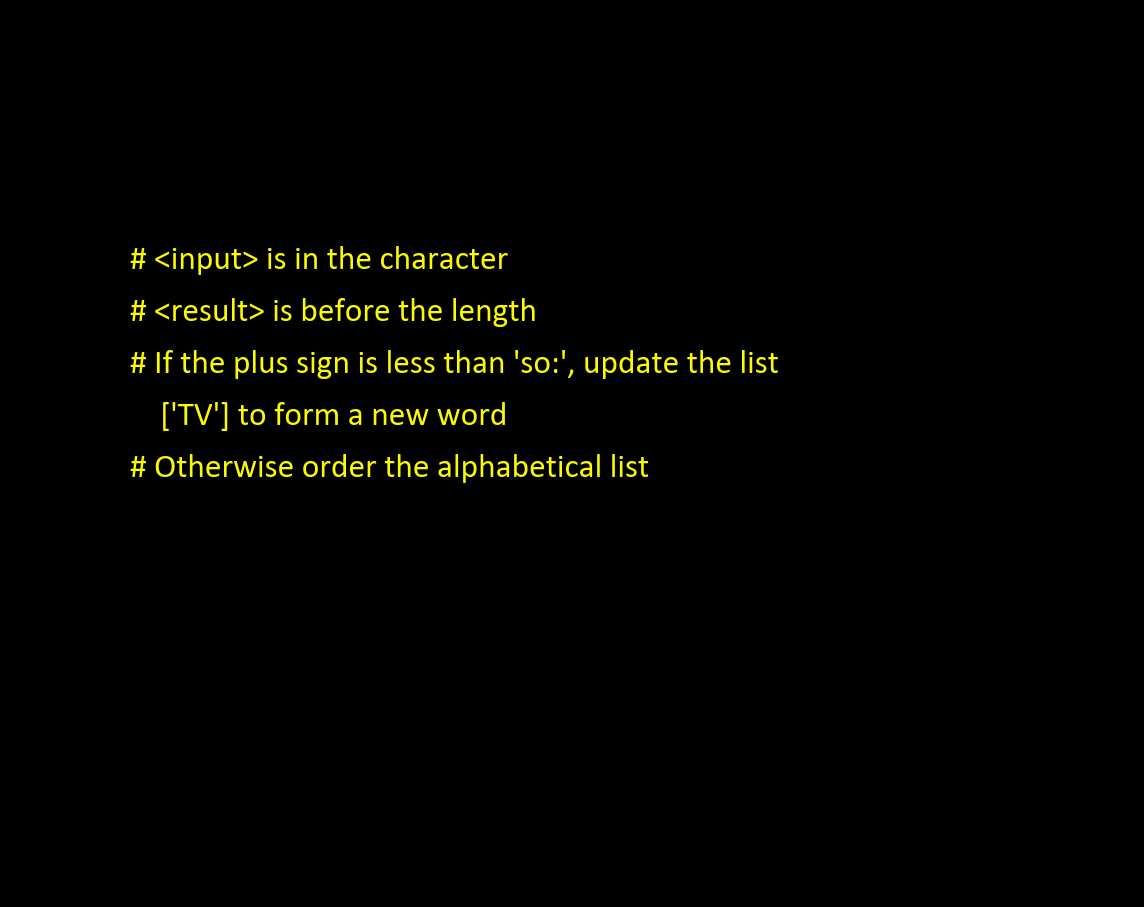 # <input> is in the character
# <result> is before the length
# If the plus sign is less than 'so:', update the list
['TV'] to form a new word
# Otherwise order the alphabetical list